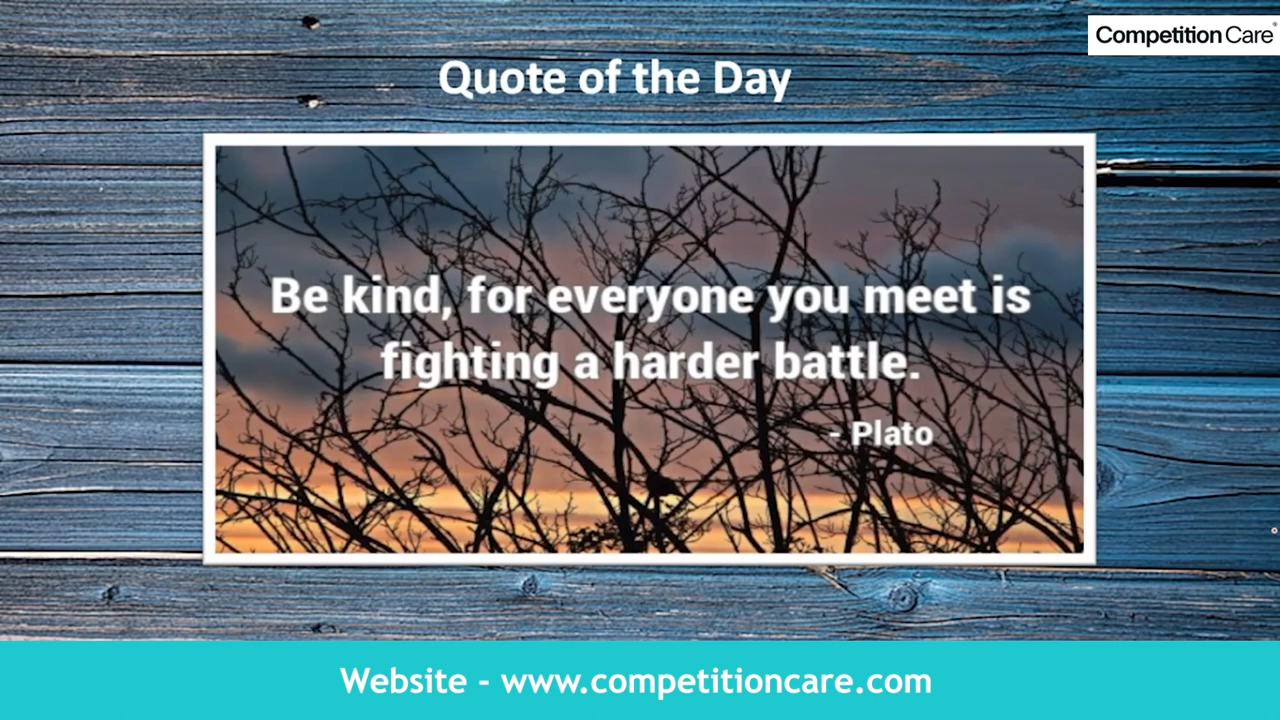 Competition Care
Quote of the Day
Be kind, for everyone you meet is
fighting a harder battle.
- Plato
Website - www.competitioncare.com